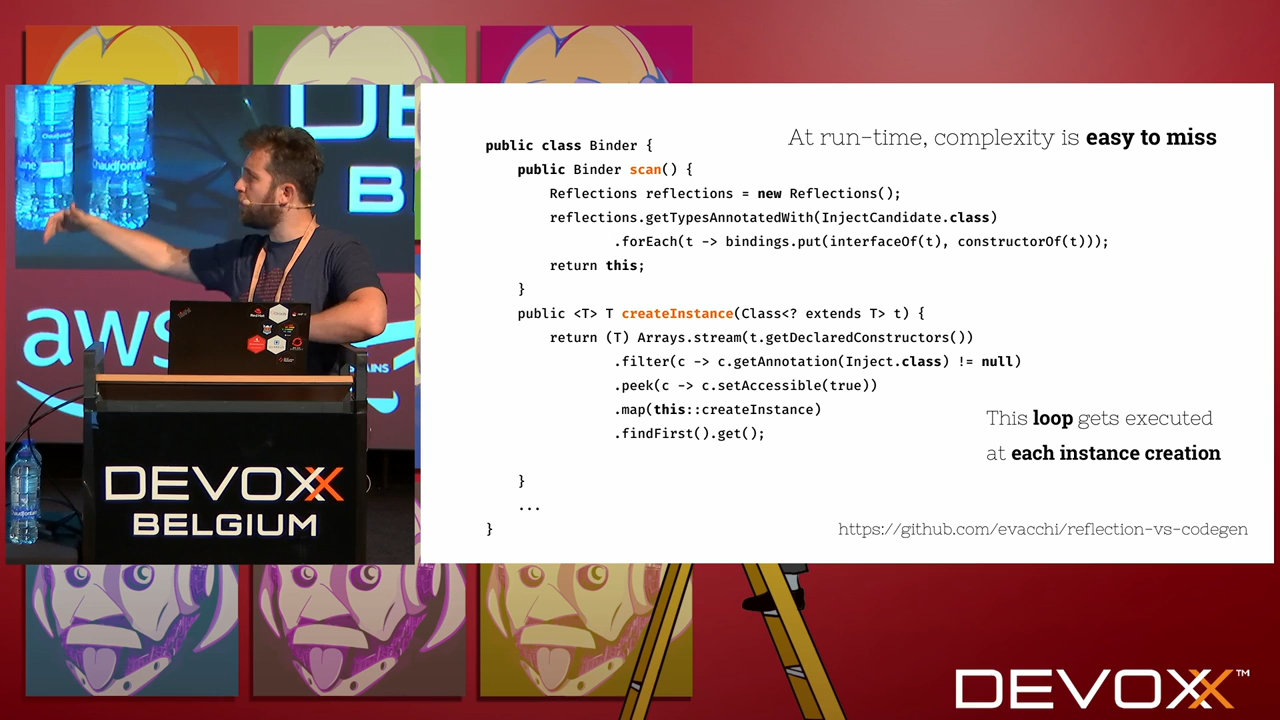 At run-time, complexity is easy to miss
public class Binder {
public Binder scan() {
Reflections reflections = new Reflections();
reflections.getTypesAnnotatedWith(InjectCandidate.class)
.forEach(t -> bindings.put(interfaceOf(t), constructorOf(t)));
return this;
}
public <T> T createInstance(Class<? extends T> t) {
return (T) Arrays.stream(t.getDeclaredConstructors())
.filter(c -> c.getAnnotation(Inject.class) != null)
.peek(c -> c.setAccessible(true))
.map(this::createInstance)
.findFirst().get();
}
...
}
This loop gets executed
at each instance creation
https://github.com/evacchi/reflection-vs-codegen
Chaudfontaine
B
aws
DEVOXX
BELGIUM
DEVOXX™